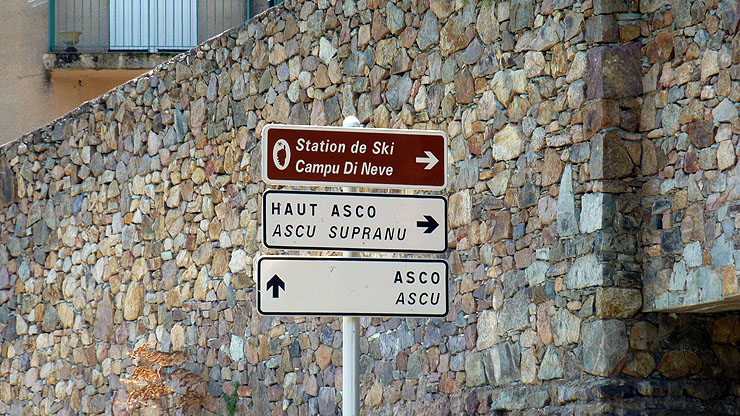 Station de Ski
Campu Di Neve
HAUT ASCO
ASCU SUPRANU
ASCO
ASCU